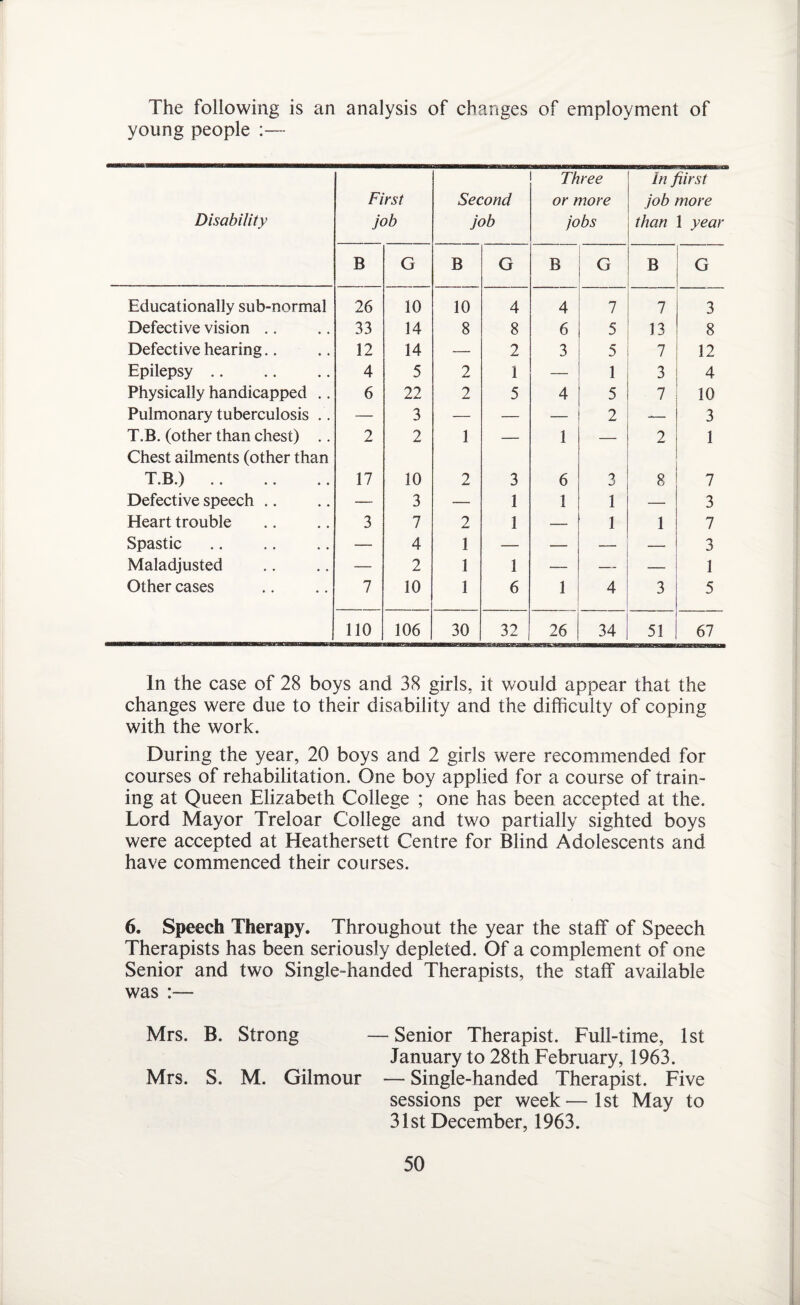 The following is an analysis of changes of employment of
young people :—
Disability | First job | Second job | Three or more jobs | In fiirst job more than 1 year
B G B G B G B G
Educationally sub-normal 26 10 10 4 4 7 7 3
Defective vision .. .. 33 14 8 8 6 5 13 8
Defective hearing.. .. 12 14 — 2 3 5 7 12
Epilepsy .. .. .. 4 5 2 1 — 1 3 4
Physically handicapped .. 6 22 2 5 4 5 7 10
Pulmonary tuberculosis .. — 3 — — — 2 — 3
T.B. (other than chest) .. 2 2 1 — 1 — 2 1
Chest ailments (other than
T.B.) .. .. .. 17 10 2 3 6 3 8 7
Defective speech .. .. — 3 — 1 1 1 — 3
Heart trouble .. .. 3 7 2 1 — 1 1 7
Spastic .. .. .. — 4 1 — — — — 3
Maladjusted .. .. — 2 1 1 — — — 1
Other cases .. .. 7 10 1 6 1 4 3 5
110 106 30 32 26 34 51 67
In the case of 28 boys and 38 girls, it would appear that the
changes were due to their disability and the difficulty of coping
with the work.
During the year, 20 boys and 2 girls were recommended for
courses of rehabilitation. One boy applied for a course of train-
ing at Queen Elizabeth College ; one has been accepted at the.
Lord Mayor Treloar College and two partially sighted boys
were accepted at Heathersett Centre for Blind Adolescents and
have commenced their courses.
6. Speech Therapy. Throughout the year the staff of Speech
Therapists has been seriously depleted. Of a complement of one
Senior and two Single-handed Therapists, the staff available
was :—
Mrs. B. Strong — Senior Therapist. Full-time, 1st
January to 28th February, 1963.
Mrs. S. M. Gilmour — Single-handed Therapist. Five
sessions per week — 1st May to
31st December, 1963.
50